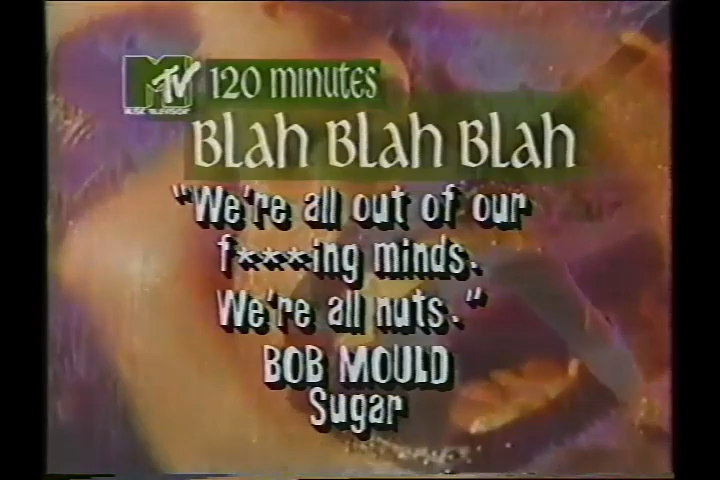 MTV
MUSIC TELEVISION
120 minutes
Blah Blah Blah
"We're all out of our
f***ing minds.
We're all nuts."
BOB MOULD
Sugar